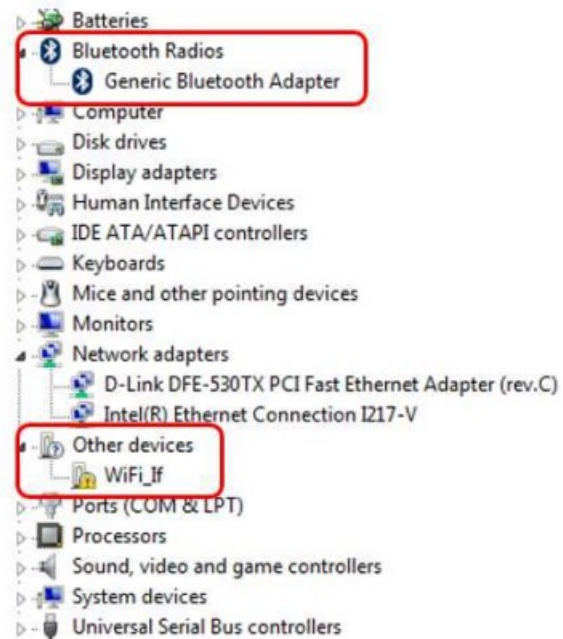 Batteries
Bluetooth Radios
Generic Bluetooth Adapter
Computer
Disk drives
Display adapters
Human Interface Devices
IDE ATA/ATAPI controllers
Keyboards
Mice and other pointing devices
Monitors
Network adapters
D-Link DFE-530TX PCI Fast Ethernet Adapter (rev.C)
Intel(R) Ethernet Connection I217-V
Other devices
WiFi_If
Ports (COM & LPT)
Processors
Sound, video and game controllers
System devices
Universal Serial Bus controllers